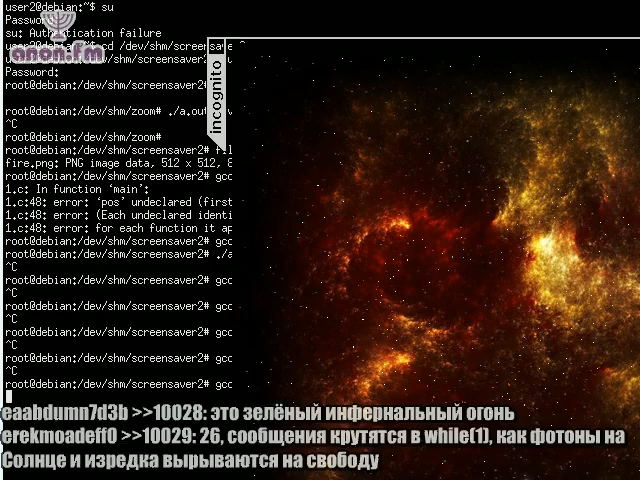 user2@debian:~$ su
Password
su: Authentication failure
cd /dev/shm/screensave
anon.fm
Password:
root@debian:/dev/shm/screensaver2#
root@debian:/dev/shm/zoom# ./a.out
^C
root@debian:/dev/shm/zoom#
root@debian:/dev/shm/screensaver2# fil
fire.png: PNG image data, 512 x 512, 8
root@debian:/dev/shm/screensaver2# gcc
1.c: In function ‘main’:
1.c:48: error: ‘pos’ undeclared (first
1.c:48: error: (Each undeclared identi
1.c:48: error: for each function it ap
root@debian:/dev/shm/screensaver2# gcc
root@debian:/dev/shm/screensaver2# ./a
^C
root@debian:/dev/shm/screensaver2# gcc
^C
root@debian:/dev/shm/screensaver2# gcc
^C
root@debian:/dev/shm/screensaver2# gcc
^C
root@debian:/dev/shm/screensaver2# gcc
^C
root@debian:/dev/shm/screensaver2# gcc
incognito
eaabdumn7d3b >>10028: это зелёный инфернальный огонь
erekmoadeff0 >>10029: 26, сообщения крутятся в while(1), как фотоны на
Солнце и изредка вырываются на свободу